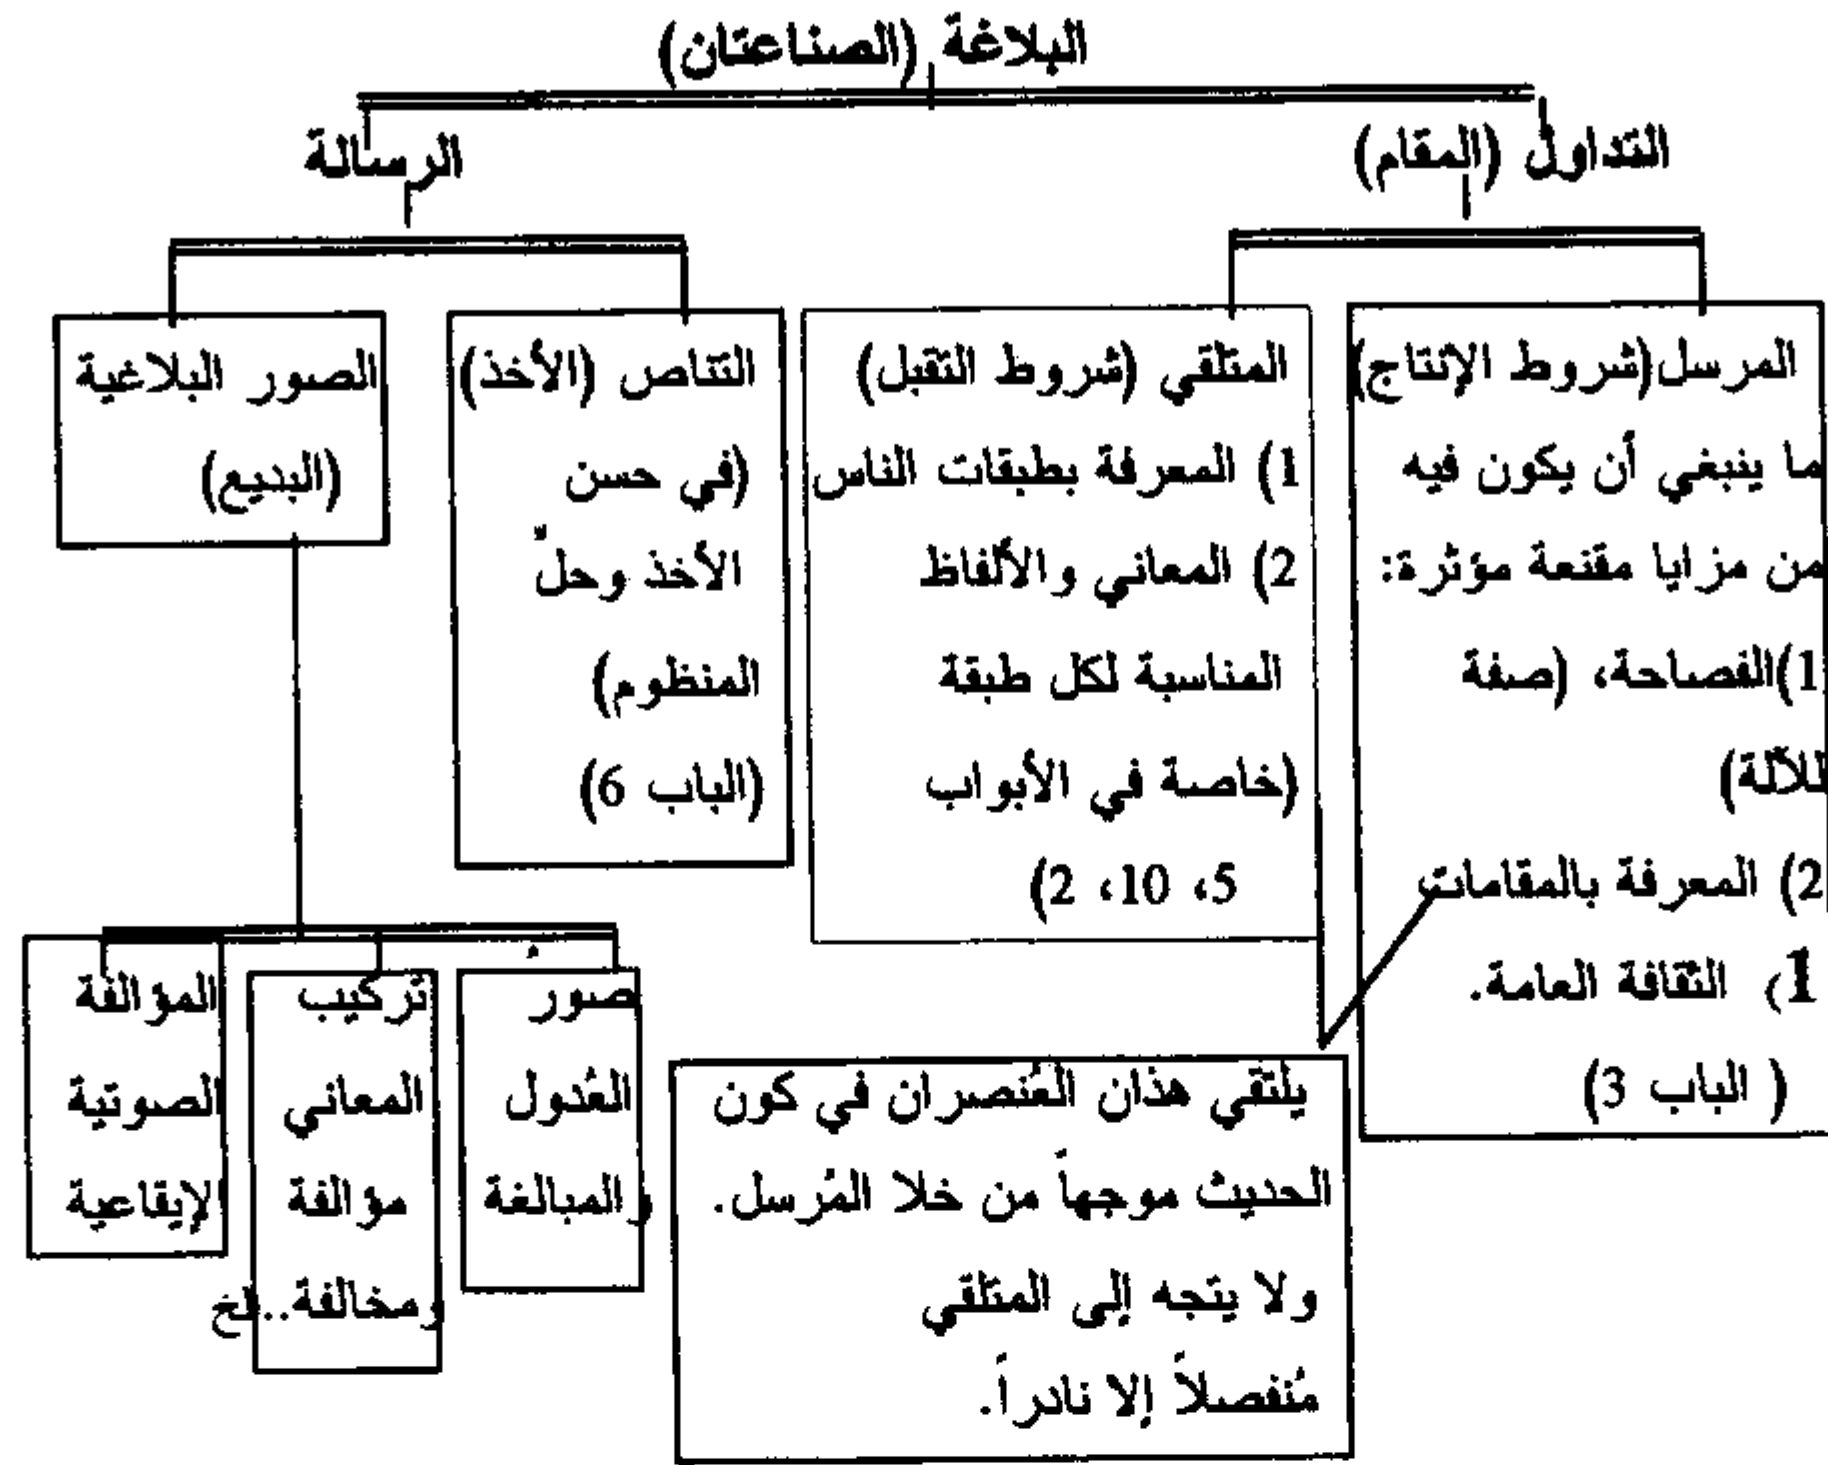 البلاغة (الصناعتان)
التداول (المقام)
الرسالة
المرسل(شروط الإنتاج)
ما ينبغي أن يكون فيه
من مزايا مقنعة مؤثرة:
1)الفصاحة، (صفة
للآلة)
2) المعرفة بالمقامات
1) الثقافة العامة.
( الباب 3)
المتلقي (شروط التقبل)
1) المعرفة بطبقات الناس
2) المعاني والألفاظ
المناسبة لكل طبقة
(خاصة في الأبواب
5، 10، 2)
التناص (الأخذ)
(في حسن
الأخذ وحلّ
المنظوم)
(الباب 6)
الصور البلاغية
(البديع)
صور
العُدول
والمبالغة
تركيب
المعاني
مؤالفة
ومخالفة..إلخ
المؤالفة
الصوتية
الإيقاعية
يلتقي هذان العُنصران في كون
الحديث موجهاً من خلا المُرسل.
ولا يتجه إلى المتلقي
مُنفصلاً إلا نادراً.